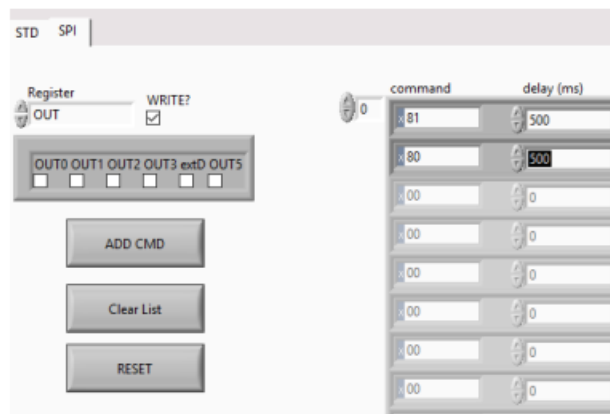 STD SPI
Register
OUT
WRITE?
OUT0 OUT1 OUT2 OUT3 extD OUT5
ADD CMD
Clear List
RESET
command delay (ms)
0
x 81 500
x 80 500
x 00 0
x 00 0
x 00 0
x 00 0
x 00 0
x 00 0